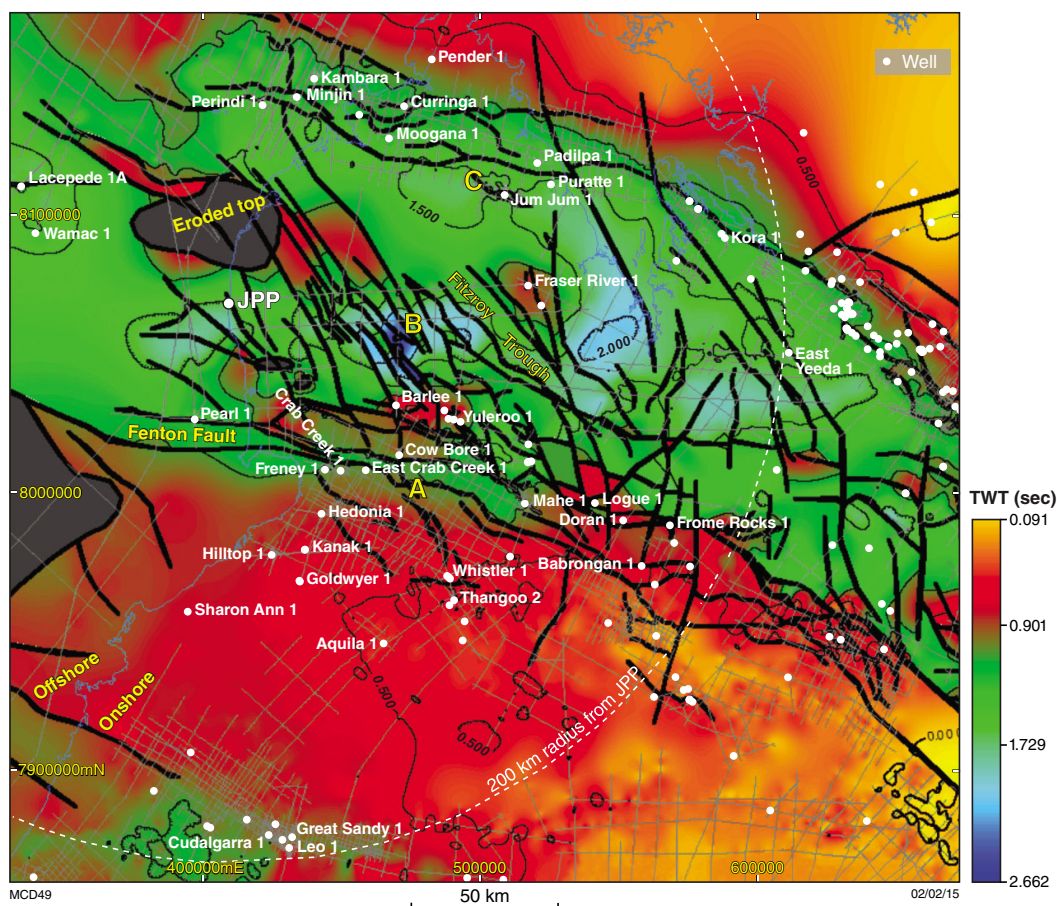 Pender 1
Well
Kambara 1
Perindi 1
Minjin 1
Curringa 1
Moogana 1
Padilpa 1
0.500
Lacepede 1A
C
Puratte 1
Jum Jum 1
8100000
Eroded top
1.500
Wamac 1
Kora 1
Fitzroy
Trough
Fraser River 1
JPP
B
2.000
East
Yeeda 1
Barlee 1
Pearl 1
Crab Creek 1
Yuleroo 1
Fenton Fault
Cow Bore 1
Freney 1
East Crab Creek 1
8000000
A
Mahe 1
Logue 1
Hedonia 1
Doran 1
Frome Rocks 1
Hilltop 1
Kanak 1
Babrongan 1
Goldwyer 1
Whistler 1
Thangoo 2
Sharon Ann 1
Aquila 1
Offshore
Onshore
0.500
0.500
0.00 0
200 km radius from JPP
7900000mN
Great Sandy 1
Cudalgarra 1
Leo 1
400000mE
500000
600000
TWT (sec)
0.091
0.901
1.729
2.662
MCD49
50 km
02/02/15